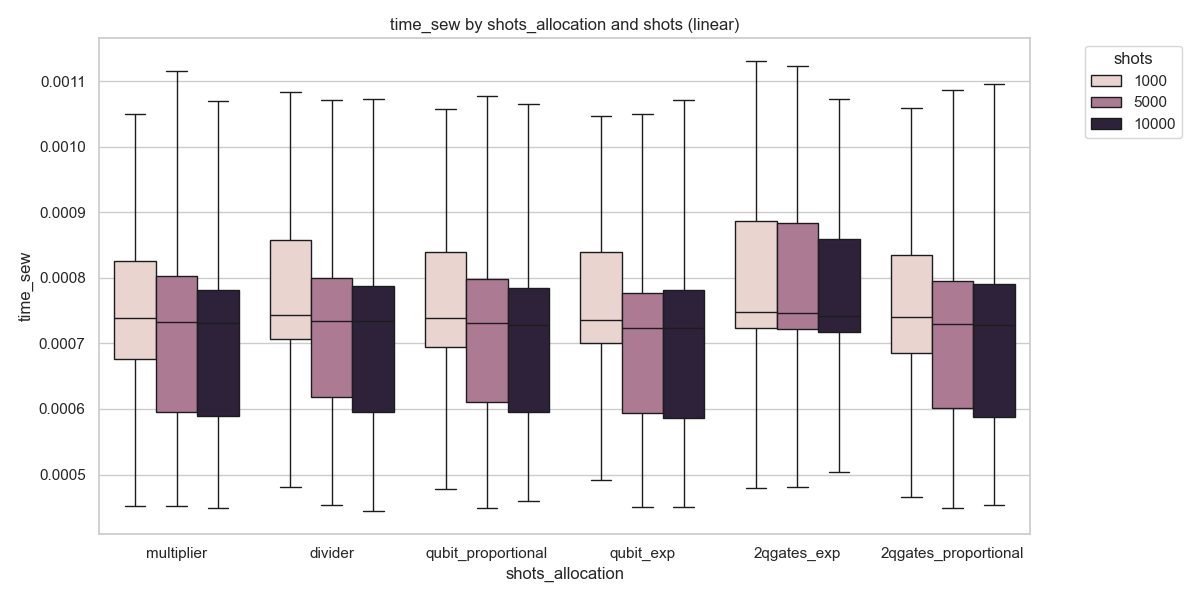 time_sew by shots_allocation and shots (linear)
shots
1000
5000
10000
time_sew
0.0011
0.0010
0.0009
0.0008
0.0007
0.0006
0.0005
multiplier
divider
qubit_proportional
qubit_exp
2qgates_exp
2qgates_proportional
shots_allocation